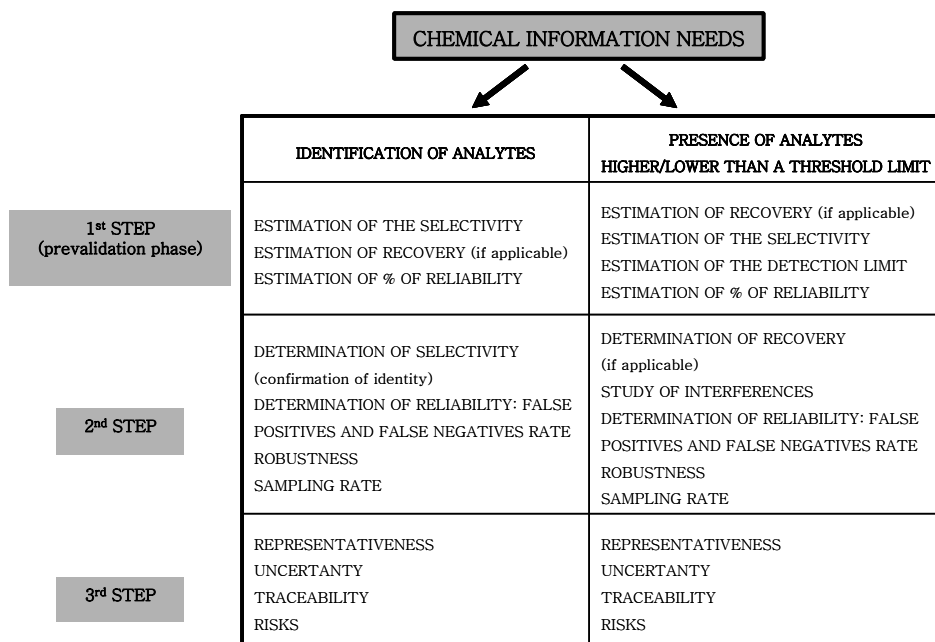 CHEMICAL INFORMATION NEEDS
IDENTIFICATION OF ANALYTES
PRESENCE OF ANALYTES
HIGHER/LOWER THAN A THRESHOLD LIMIT
1st STEP
(prevalidation phase)
ESTIMATION OF THE SELECTIVITY
ESTIMATION OF RECOVERY (if applicable)
ESTIMATION OF % OF RELIABILITY
ESTIMATION OF RECOVERY (if applicable)
ESTIMATION OF THE SELECTIVITY
ESTIMATION OF THE DETECTION LIMIT
ESTIMATION OF % OF RELIABILITY
2nd STEP
DETERMINATION OF SELECTIVITY
(confirmation of identity)
DETERMINATION OF RELIABILITY: FALSE
POSITIVES AND FALSE NEGATIVES RATE
ROBUSTNESS
SAMPLING RATE
DETERMINATION OF RECOVERY
(if applicable)
STUDY OF INTERFERENCES
DETERMINATION OF RELIABILITY: FALSE
POSITIVES AND FALSE NEGATIVES RATE
ROBUSTNESS
SAMPLING RATE
3rd STEP
REPRESENTATIVENESS
UNCERTANTY
TRACEABILITY
RISKS
REPRESENTATIVENESS
UNCERTANTY
TRACEABILITY
RISKS